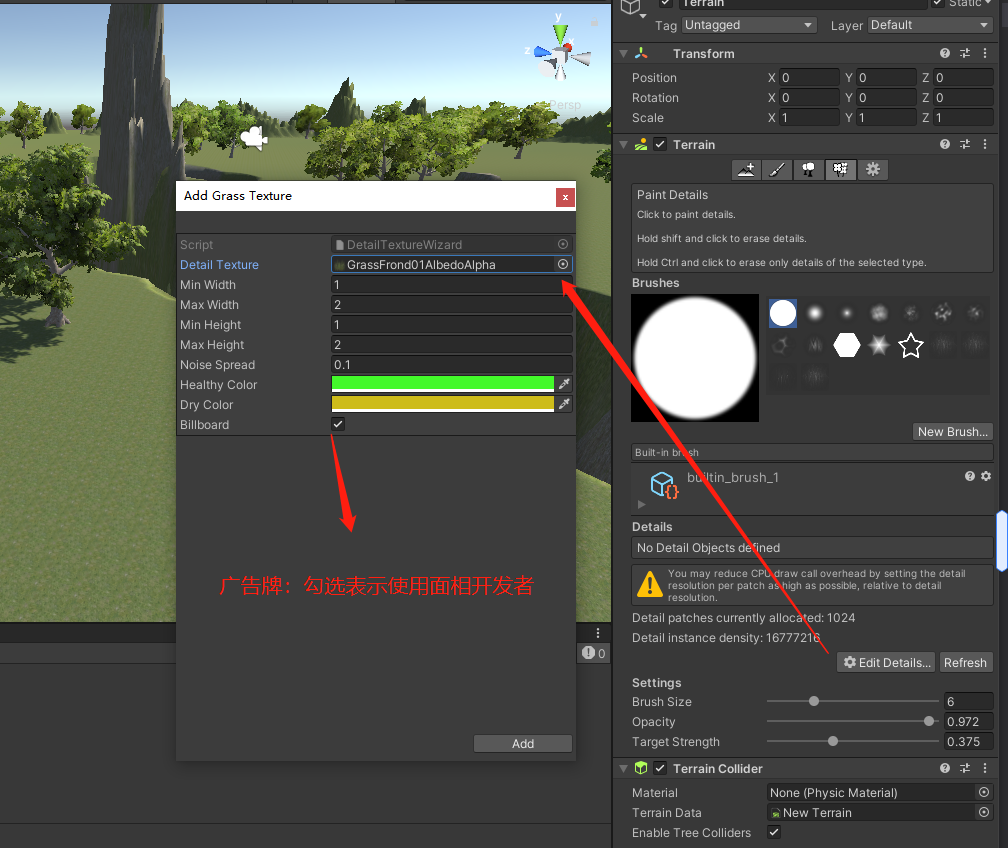 Terrain
Static
Tag Untagged Layer Default
Transform
Position X 0 Y 0 Z 0
Rotation X 0 Y 0 Z 0
Scale X 1 Y 1 Z 1
Terrain
Paint Details
Click to paint details.
Hold shift and click to erase details.
Hold Ctrl and click to erase only details of the selected type.
Brushes
New Brush...
Built-in brush
builtin_brush_1
Details
No Detail Objects defined
You may reduce CPU draw call overhead by setting the detail
resolution per patch as high as possible, relative to detail
resolution.
Detail patches currently allocated: 1024
Detail instance density: 16777216
Edit Details... Refresh
Settings
Brush Size 6
Opacity 0.972
Target Strength 0.375
Terrain Collider
Material None (Physic Material)
Terrain Data New Terrain
Enable Tree Colliders
y
x
z
Persp
Add Grass Texture
x
Script DetailTextureWizard
Detail Texture GrassFrond01AlbedoAlpha
Min Width 1
Max Width 2
Min Height 1
Max Height 2
Noise Spread 0.1
Healthy Color
Dry Color
Billboard
广告牌：勾选表示使用面相开发者
Add
0